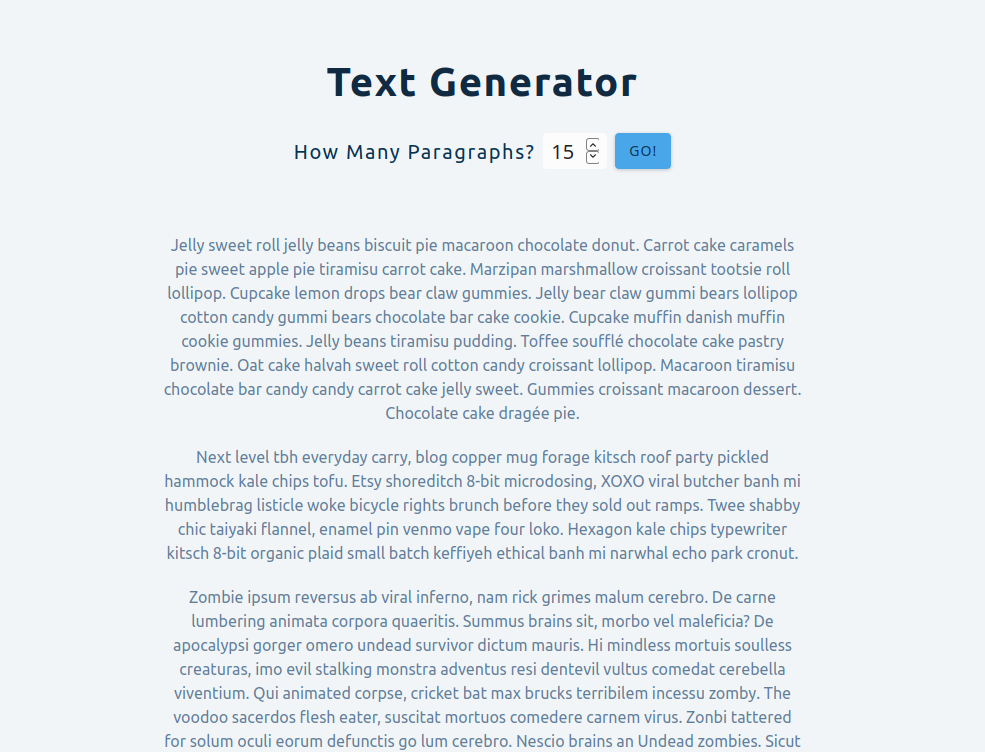 Text Generator
How Many Paragraphs? 15 GO!
Jelly sweet roll jelly beans biscuit pie macaroon chocolate donut. Carrot cake caramels
pie sweet apple pie tiramisu carrot cake. Marzipan marshmallow croissant tootsie roll
lollipop. Cupcake lemon drops bear claw gummies. Jelly bear claw gummi bears lollipop
cotton candy gummi bears chocolate bar cake cookie. Cupcake muffin danish muffin
cookie gummies. Jelly beans tiramisu pudding. Toffee soufflé chocolate cake pastry
brownie. Oat cake halvah sweet roll cotton candy croissant lollipop. Macaroon tiramisu
chocolate bar candy candy carrot cake jelly sweet. Gummies croissant macaroon dessert.
Chocolate cake dragée pie.
Next level tbh everyday carry, blog copper mug forage kitsch roof party pickled
hammock kale chips tofu. Etsy shoreditch 8-bit microdosing, XOXO viral butcher banh mi
humblebrag listicle woke bicycle rights brunch before they sold out ramps. Twee shabby
chic taiyaki flannel, enamel pin venmo vape four loko. Hexagon kale chips typewriter
kitsch 8-bit organic plaid small batch keffiyeh ethical banh mi narwhal echo park cronut.
Zombie ipsum reversus ab viral inferno, nam rick grimes malum cerebro. De carne
lumbering animata corpora quaeritis. Summus brains sit, morbo vel maleficia? De
apocalypsi gorger omero undead survivor dictum mauris. Hi mindless mortuis soulless
creaturas, imo evil stalking monstra adventus resi dentevil vultus comedat cerebella
viventium. Qui animated corpse, cricket bat max brucks terribilem incessu zomby. The
voodoo sacerdos flesh eater, suscitat mortuos comedere carnem virus. Zonbi tattered
for solum oculi eorum defunctis go lum cerebro. Nescio brains an Undead zombies. Sicut